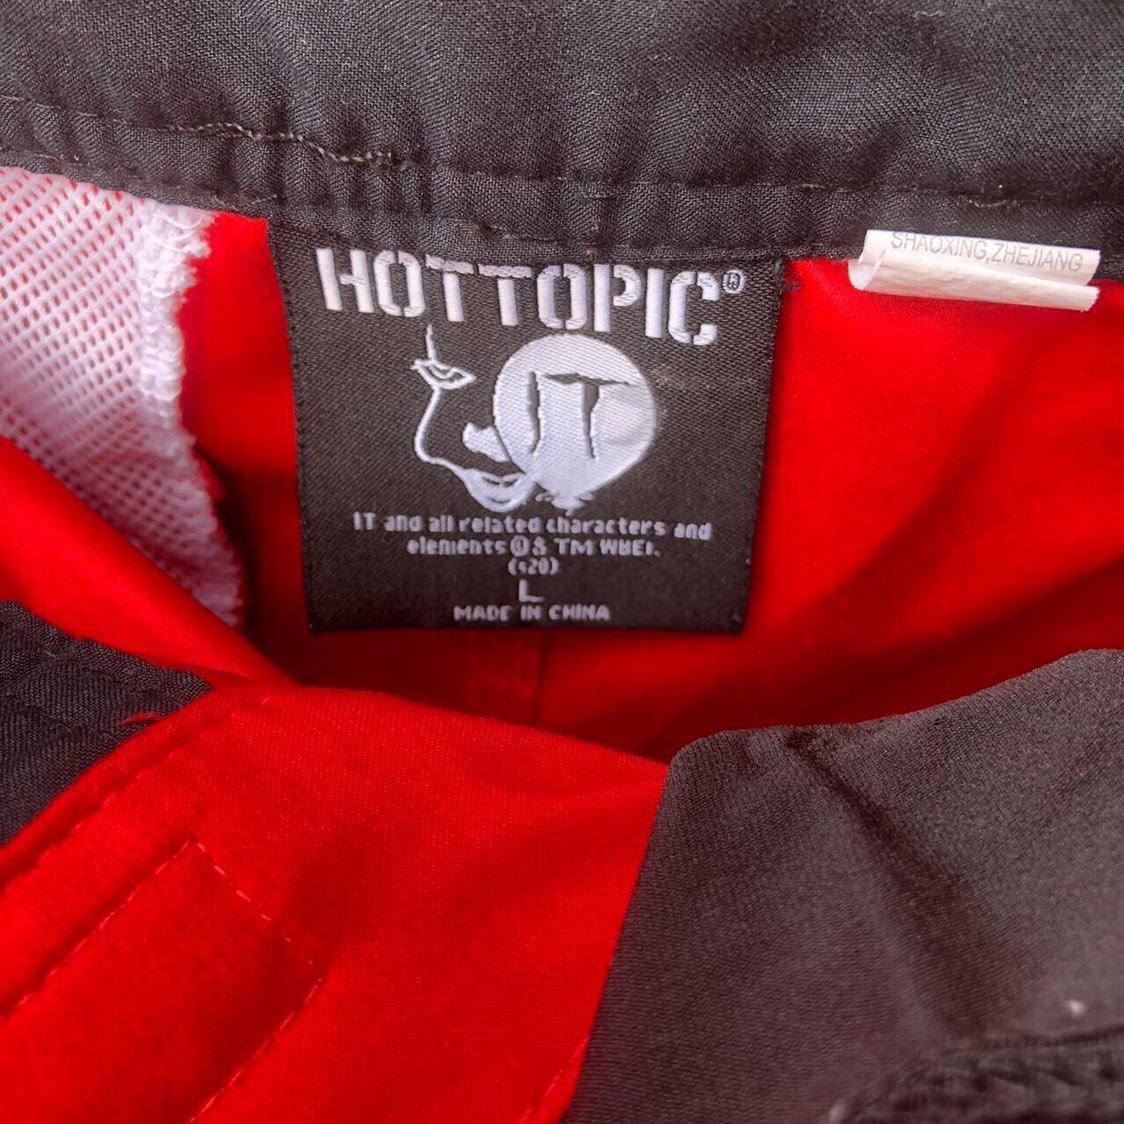 HOTTOPIC®
IT
IT and all related characters and
elements © & TM WBEI.
(s20)
L
MADE IN CHINA
SHAOXING,ZHEJIANG